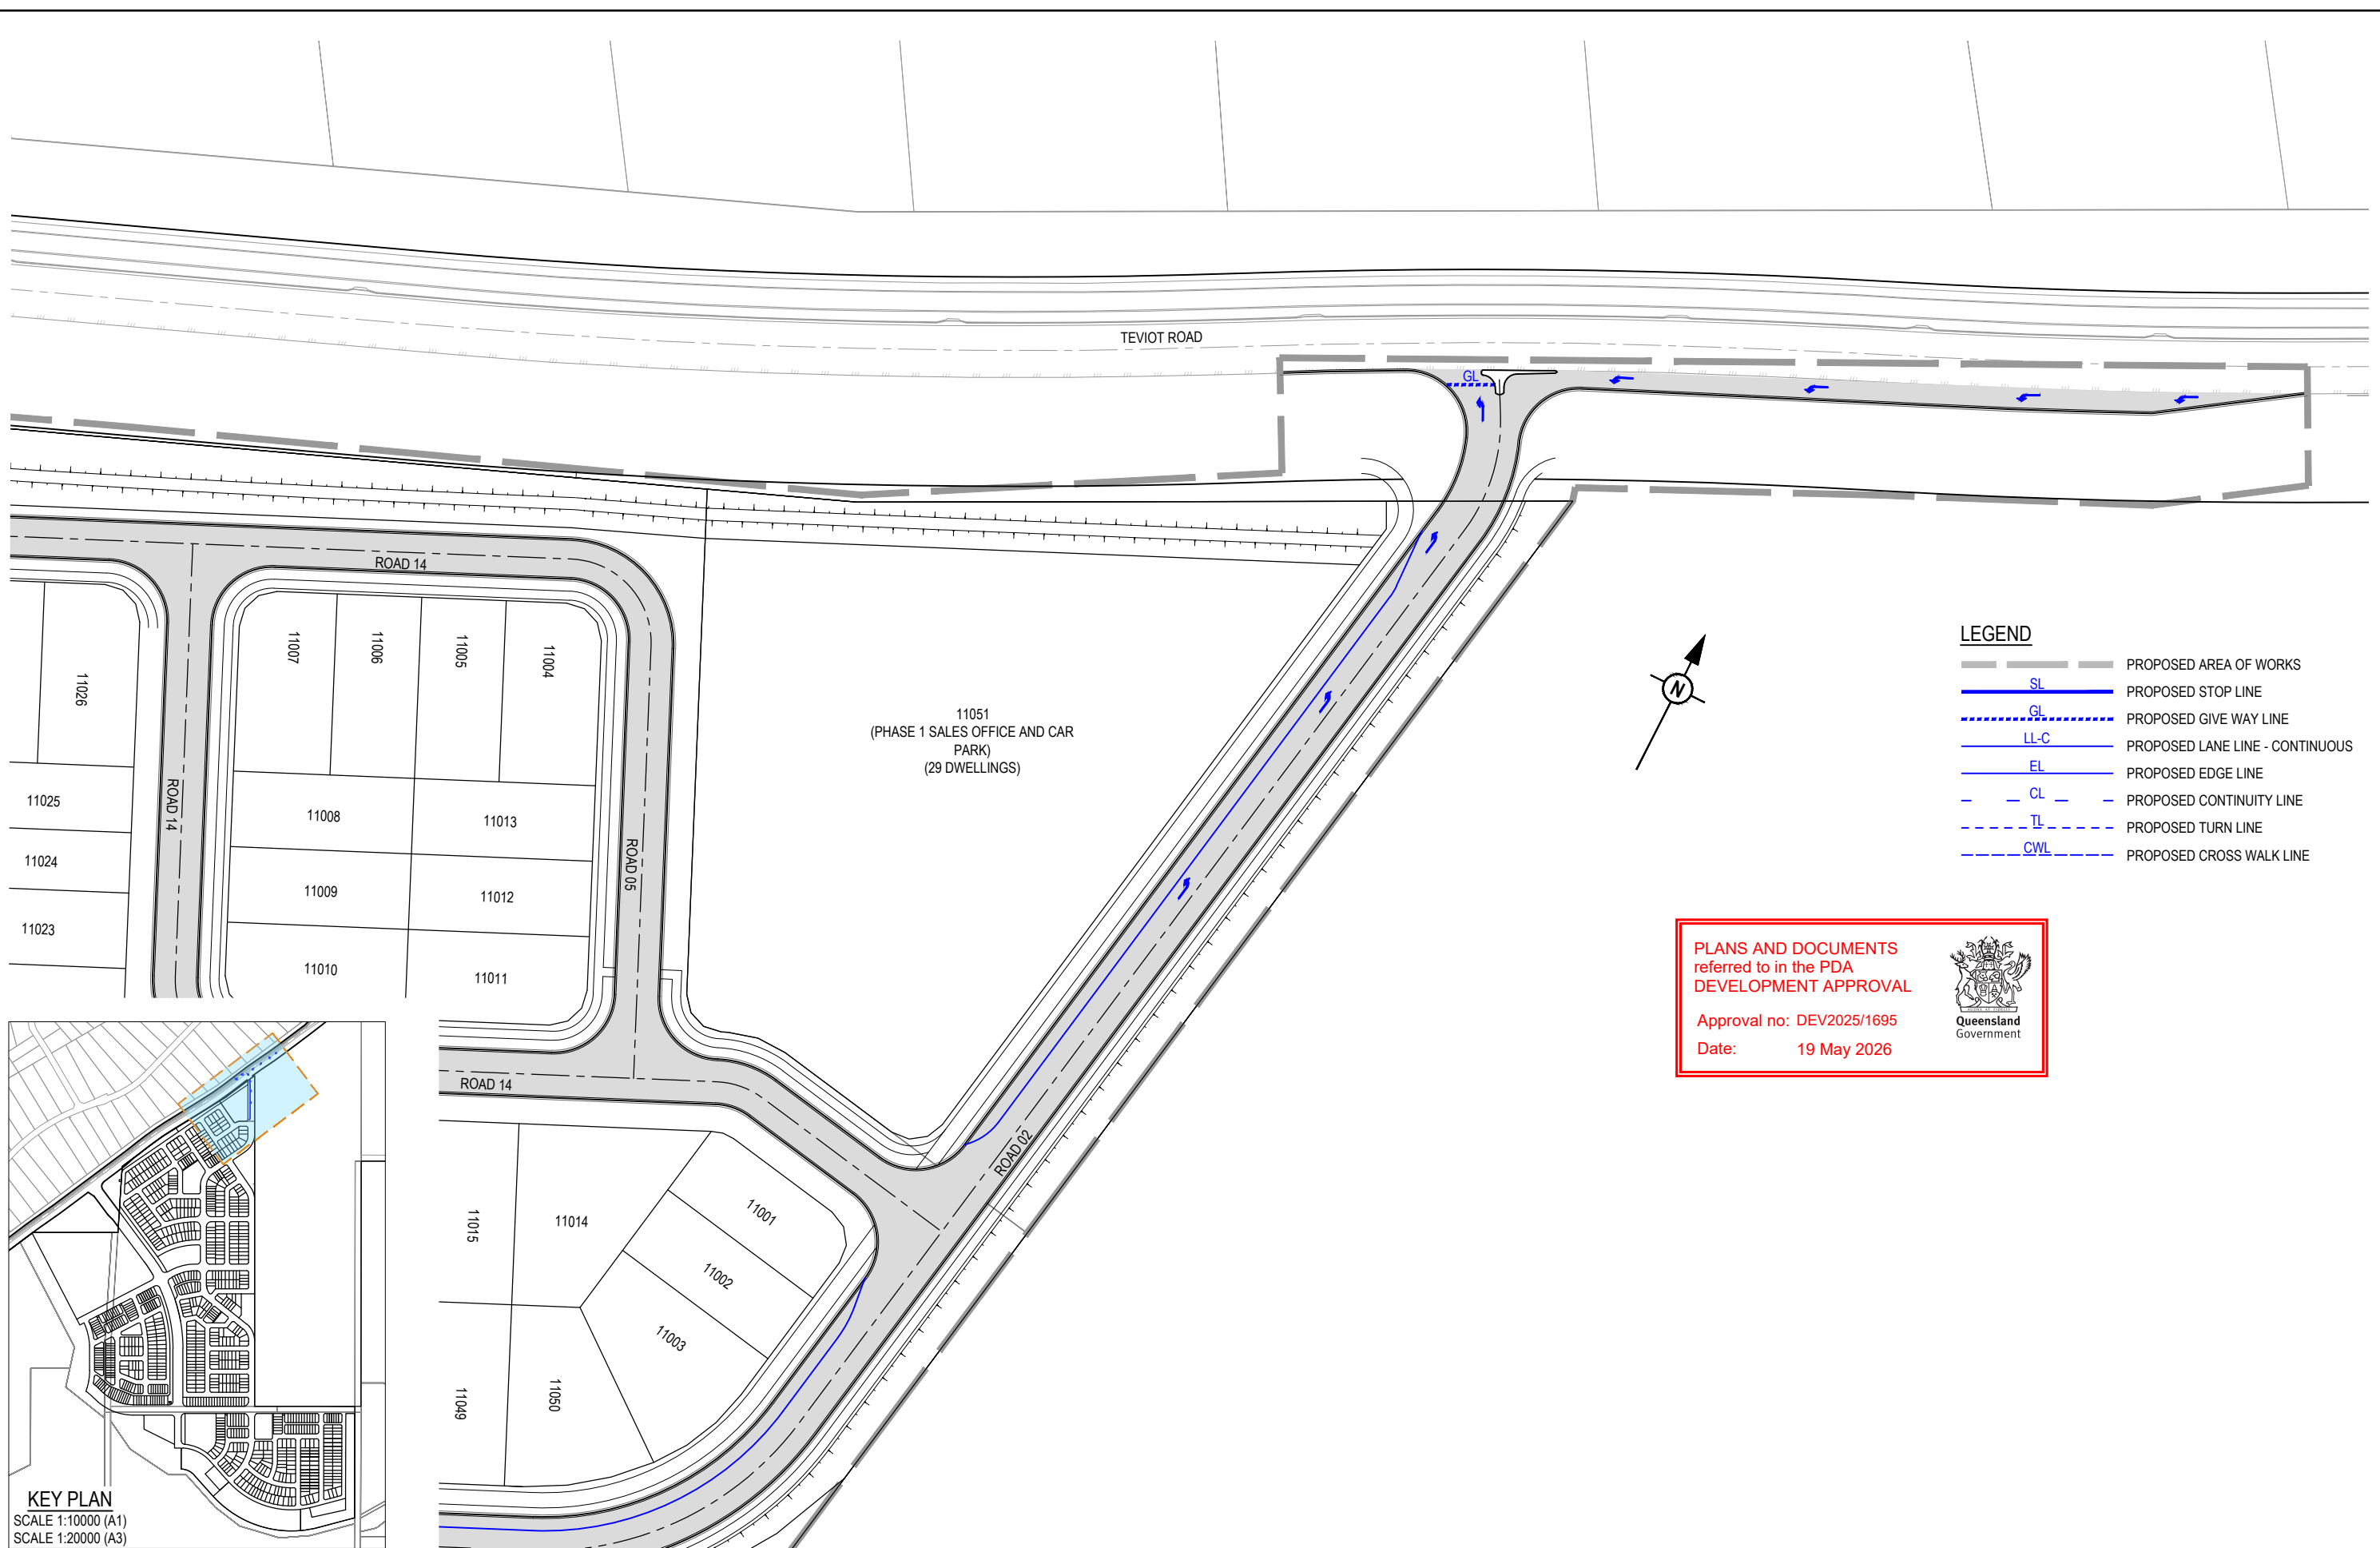 TEVIOT ROAD
GL
ROAD 14
11007
11006
11005
11004
11026
11025
11024
11023
ROAD 14
11008
11013
11009
11012
11010
11011
ROAD 05
11051
(PHASE 1 SALES OFFICE AND CAR
PARK)
(29 DWELLINGS)
N
LEGEND
PROPOSED AREA OF WORKS
SL PROPOSED STOP LINE
GL PROPOSED GIVE WAY LINE
LL-C PROPOSED LANE LINE - CONTINUOUS
EL PROPOSED EDGE LINE
CL PROPOSED CONTINUITY LINE
TL PROPOSED TURN LINE
CWL PROPOSED CROSS WALK LINE
PLANS AND DOCUMENTS
referred to in the PDA
DEVELOPMENT APPROVAL
Approval no: DEV2025/1695
Date: 19 May 2026
Queensland
Government
ROAD 14
ROAD 02
11015
11014
11001
11002
11003
11049
11050
KEY PLAN
SCALE 1:10000 (A1)
SCALE 1:20000 (A3)